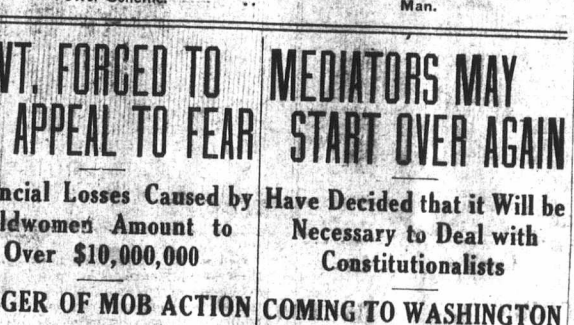 Man.
VT. FORCED TO
APPEAL TO FEAR
ncial Losses Caused by
ldwomen Amount to
Over $10,000,000
GER OF MOB ACTION
MEDIATORS MAY
START OVER AGAIN
Have Decided that it Will be
Necessary to Deal with
Constitutionalists
COMING TO WASHINGTON